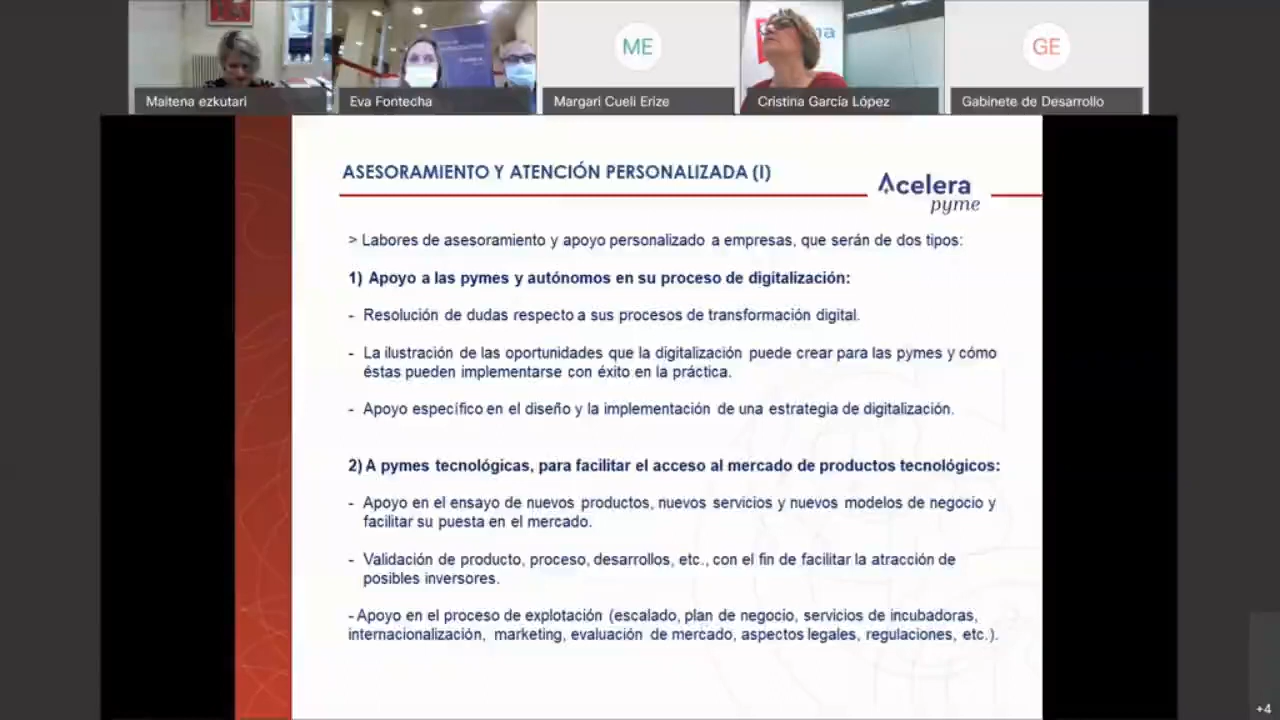 Maitena ezkutari
Eva Fontecha
ME
Margari Cueli Erize
Cristina García López
GE
Gabinete de Desarrollo
ASESORAMIENTO Y ATENCIÓN PERSONALIZADA (I)
Acelera
pyme
> Labores de asesoramiento y apoyo personalizado a empresas, que serán de dos tipos:
1) Apoyo a las pymes y autónomos en su proceso de digitalización:
- Resolución de dudas respecto a sus procesos de transformación digital.
- La ilustración de las oportunidades que la digitalización puede crear para las pymes y cómo
éstas pueden implementarse con éxito en la práctica.
- Apoyo específico en el diseño y la implementación de una estrategia de digitalización.
2) A pymes tecnológicas, para facilitar el acceso al mercado de productos tecnológicos:
- Apoyo en el ensayo de nuevos productos, nuevos servicios y nuevos modelos de negocio y
facilitar su puesta en el mercado.
- Validación de producto, proceso, desarrollos, etc., con el fin de facilitar la atracción de
posibles inversores.
- Apoyo en el proceso de explotación (escalado, plan de negocio, servicios de incubadoras,
internacionalización, marketing, evaluación de mercado, aspectos legales, regulaciones, etc.).
+4